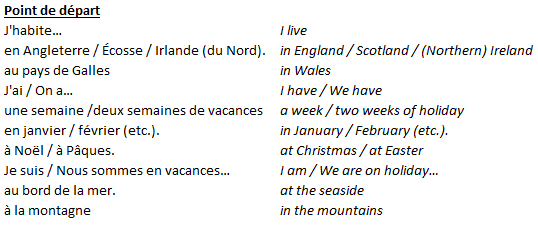 Point de départ
J'habite… I live
en Angleterre / Écosse / Irlande (du Nord). in England / Scotland / (Northern) Ireland
au pays de Galles in Wales
J'ai / On a… I have / We have
une semaine /deux semaines de vacances a week / two weeks of holiday
en janvier / février (etc.). in January / February (etc.).
à Noël / à Pâques. at Christmas / at Easter
Je suis / Nous sommes en vacances… I am / We are on holiday…
au bord de la mer. at the seaside
à la montagne in the mountains